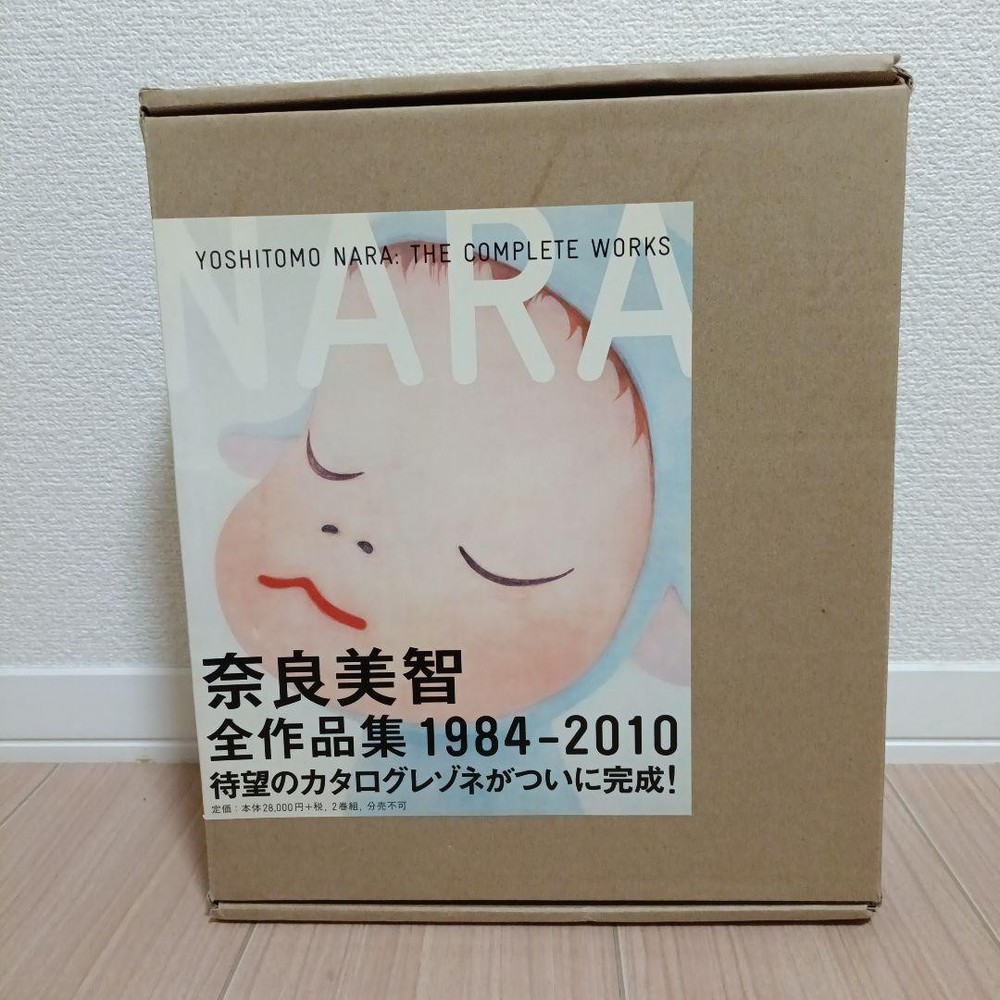 NARA
YOSHITOMO NARA: THE COMPLETE WORKS
奈良美智
全作品集 1984-2010
待望のカタログレゾネがついに完成!
定価:本体28,000円+税, 2巻組, 分売不可